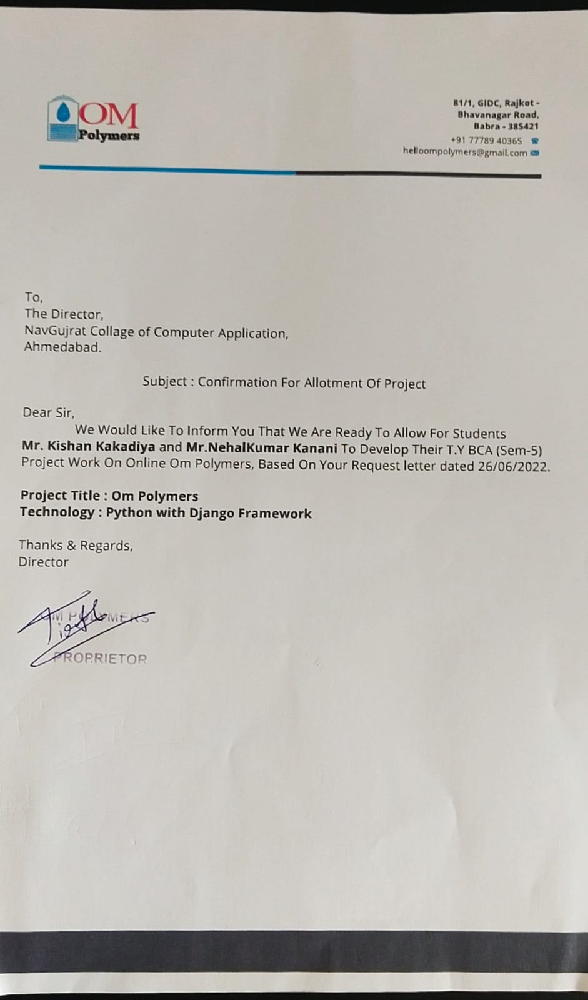 OM
Polymers
81/1, GIDC, Rajkot -
Bhavanagar Road,
Babra - 385421
+91 77789 40365
helloompolymers@gmail.com
To,
The Director,
NavGujrat Collage of Computer Application,
Ahmedabad.
Subject : Confirmation For Allotment Of Project
Dear Sir,
We Would Like To Inform You That We Are Ready To Allow For Students
Mr. Kishan Kakadiya and Mr.NehalKumar Kanani To Develop Their T.Y BCA (Sem-5)
Project Work On Online Om Polymers, Based On Your Request letter dated 26/06/2022.
Project Title : Om Polymers
Technology : Python with Django Framework
Thanks & Regards,
Director
OM POLYMERS
PROPRIETOR